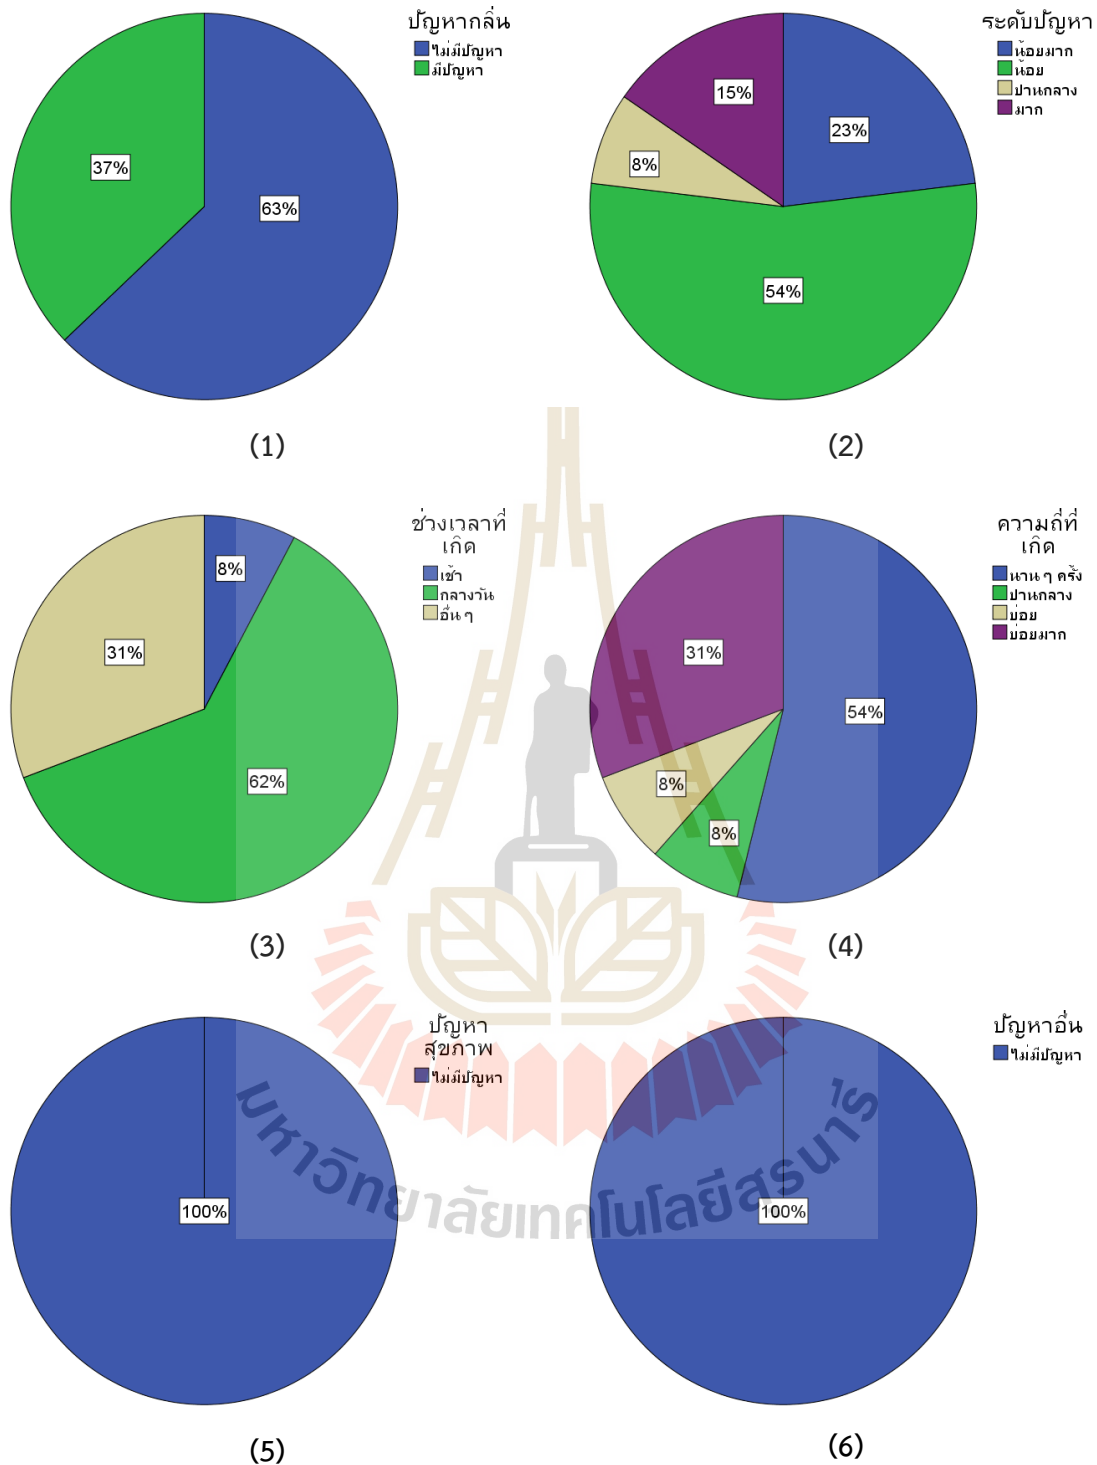 ปัญหากลิ่น
ไม่มีปัญหา
มีปัญหา
37%
63%
(1)
ระดับปัญหา
น้อยมาก
น้อย
ปานกลาง
มาก
15%
23%
8%
54%
(2)
ช่วงเวลาที่
เกิด
เช้า
กลางวัน
อื่น ๆ
8%
31%
62%
(3)
ความถี่ที่
เกิด
นาน ๆ ครั้ง
ปานกลาง
บ่อย
บ่อยมาก
31%
54%
8%
8%
(4)
ปัญหา
สุขภาพ
ไม่มีปัญหา
100%
(5)
ปัญหาอื่น
ไม่มีปัญหา
100%
(6)
มหาวิทยาลัยเทคโนโลยีสุรนารี